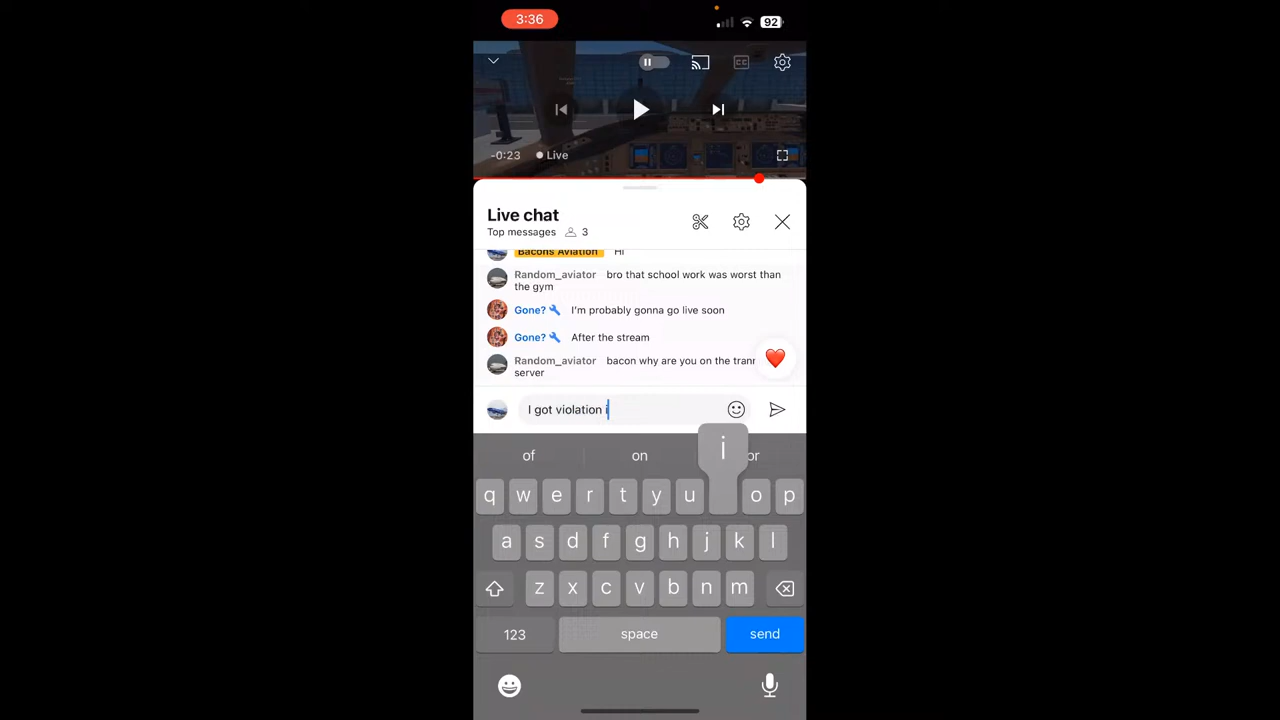 3:36
92
CC
-0:23 Live
Live chat
Top messages 3
Bacons Aviation Hi
Random_aviator bro that school work was worst than
the gym
Gone? I'm probably gonna go live soon
Gone? After the stream
Random_aviator bacon why are you on the
server
I got violation i
of on or
i
q w e r t y u o p
a s d f g h j k l
z x c v b n m
123 space send